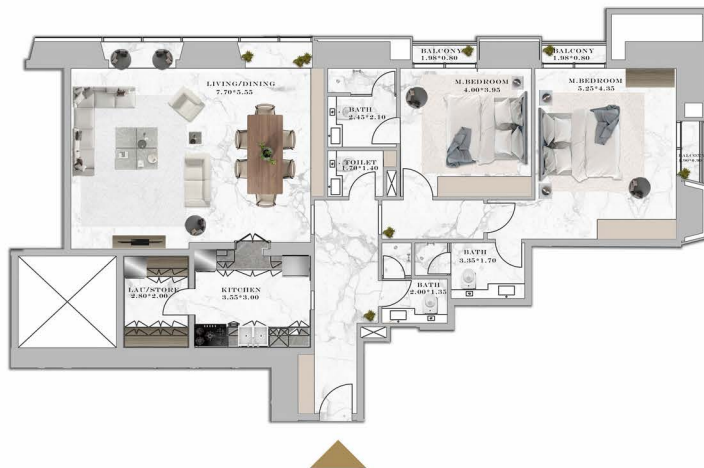 BALCONY
1.98*0.80
BALCONY
1.98*0.80
LIVING/DINING
7.70*5.55
M.BEDROOM
4.00*3.95
M.BEDROOM
5.25*4.35
BATH
2.45*2.10
TOILET
1.70*1.40
BALCONY
BATH
3.35*1.70
LAU/STORE
2.80*2.00
KITCHEN
3.55*3.00
BATH
2.00*1.35